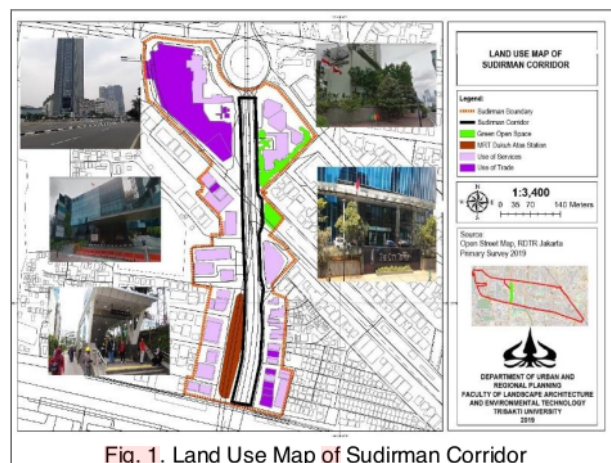 LAND USE MAP OF
SUDIRMAN CORRIDOR
Legend:
Sudirman Boundary
Sudirman Corridor
Green Open Space
MRT Dukuh Atas Station
Use of Services
Use of Trade
N
1:3,400
0 35 70 140 Meters
Source:
Open Street Map, RDTR Jakarta
Primary Survey 2019
DEPARTMENT OF URBAN AND
REGIONAL PLANNING
FACULTY OF LANDSCAPE ARCHITECTURE
AND ENVIRONMENTAL TECHNOLOGY
TRISAKTI UNIVERSITY
2019
Fig. 1. Land Use Map of Sudirman Corridor